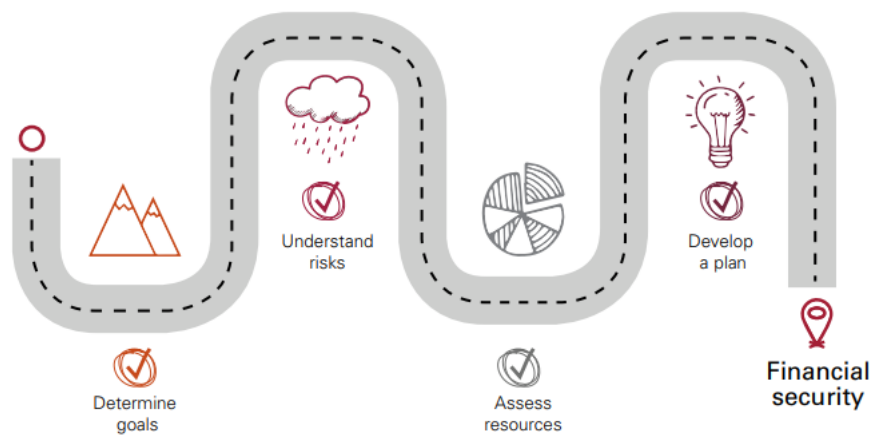 Determine
goals
Understand
risks
Assess
resources
Develop
a plan
Financial
security